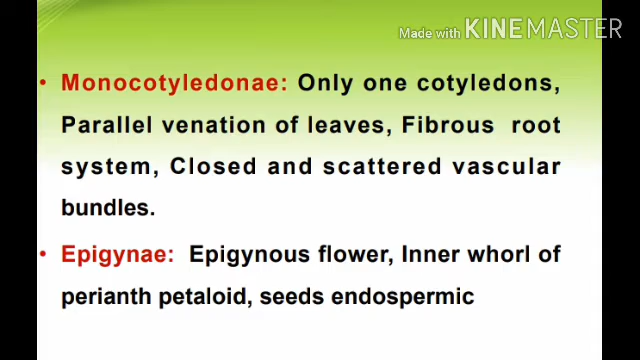 Made with KINEMASTER
• Monocotyledonae: Only one cotyledons,
Parallel venation of leaves, Fibrous root
system, Closed and scattered vascular
bundles.
• Epigynae: Epigynous flower, Inner whorl of
perianth petaloid, seeds endospermic